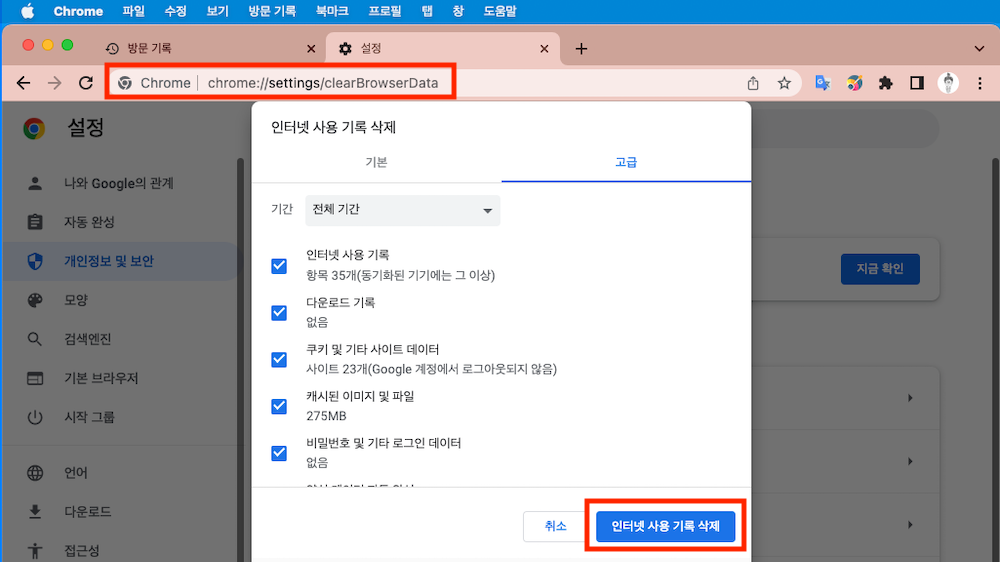 Chrome 파일 수정 보기 방문 기록 북마크 프로필 탭 창 도움말
방문 기록
설정
Chrome chrome://settings/clearBrowserData
설정
나와 Google의 관계
자동 완성
개인정보 및 보안
모양
검색엔진
기본 브라우저
시작 그룹
언어
다운로드
접근성
지금 확인
인터넷 사용 기록 삭제
기본 고급
기간 전체 기간
인터넷 사용 기록
항목 35개(동기화된 기기에는 그 이상)
다운로드 기록
없음
쿠키 및 기타 사이트 데이터
사이트 23개(Google 계정에서 로그아웃되지 않음)
캐시된 이미지 및 파일
275MB
비밀번호 및 기타 로그인 데이터
없음
취소 인터넷 사용 기록 삭제